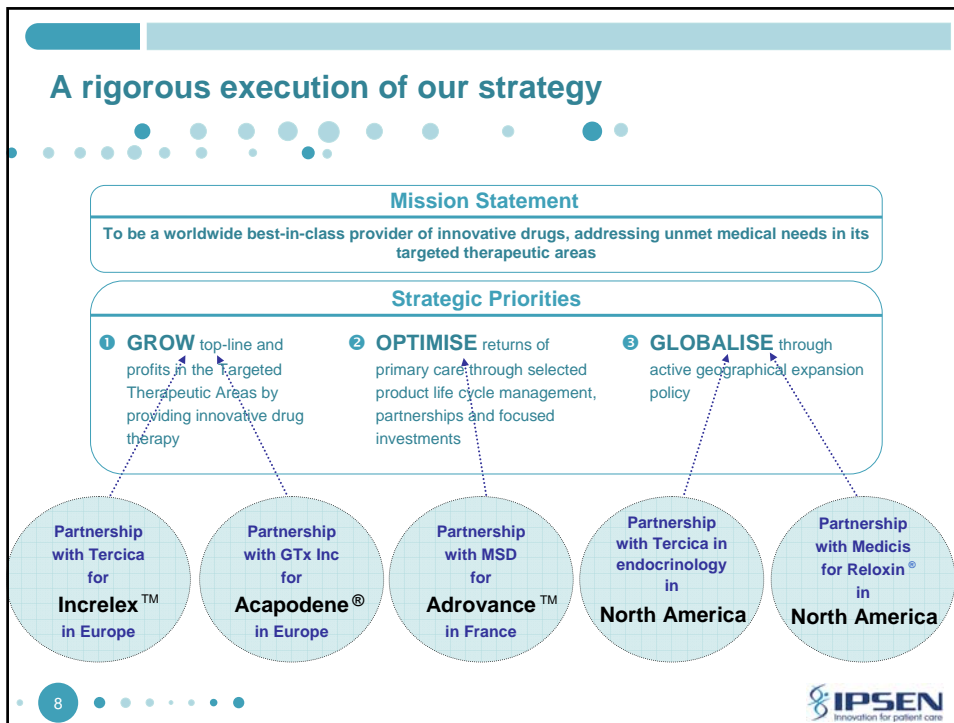 A rigorous execution of our strategy
Mission Statement
To be a worldwide best-in-class provider of innovative drugs, addressing unmet medical needs in its
targeted therapeutic areas
Strategic Priorities
❶ GROW top-line and
profits in the Targeted
Therapeutic Areas by
providing innovative drug
therapy
❷ OPTIMISE returns of
primary care through selected
product life cycle management,
partnerships and focused
investments
❸ GLOBALISE through
active geographical expansion
policy
Partnership
with Tercica
for
Increlex™
in Europe
Partnership
with GTx Inc
for
Acapodene®
in Europe
Partnership
with MSD
for
Adrovance™
in France
Partnership
with Tercica in
endocrinology
in
North America
Partnership
with Medicis
for Reloxin®
in
North America
8
IPSEN
Innovation for patient care